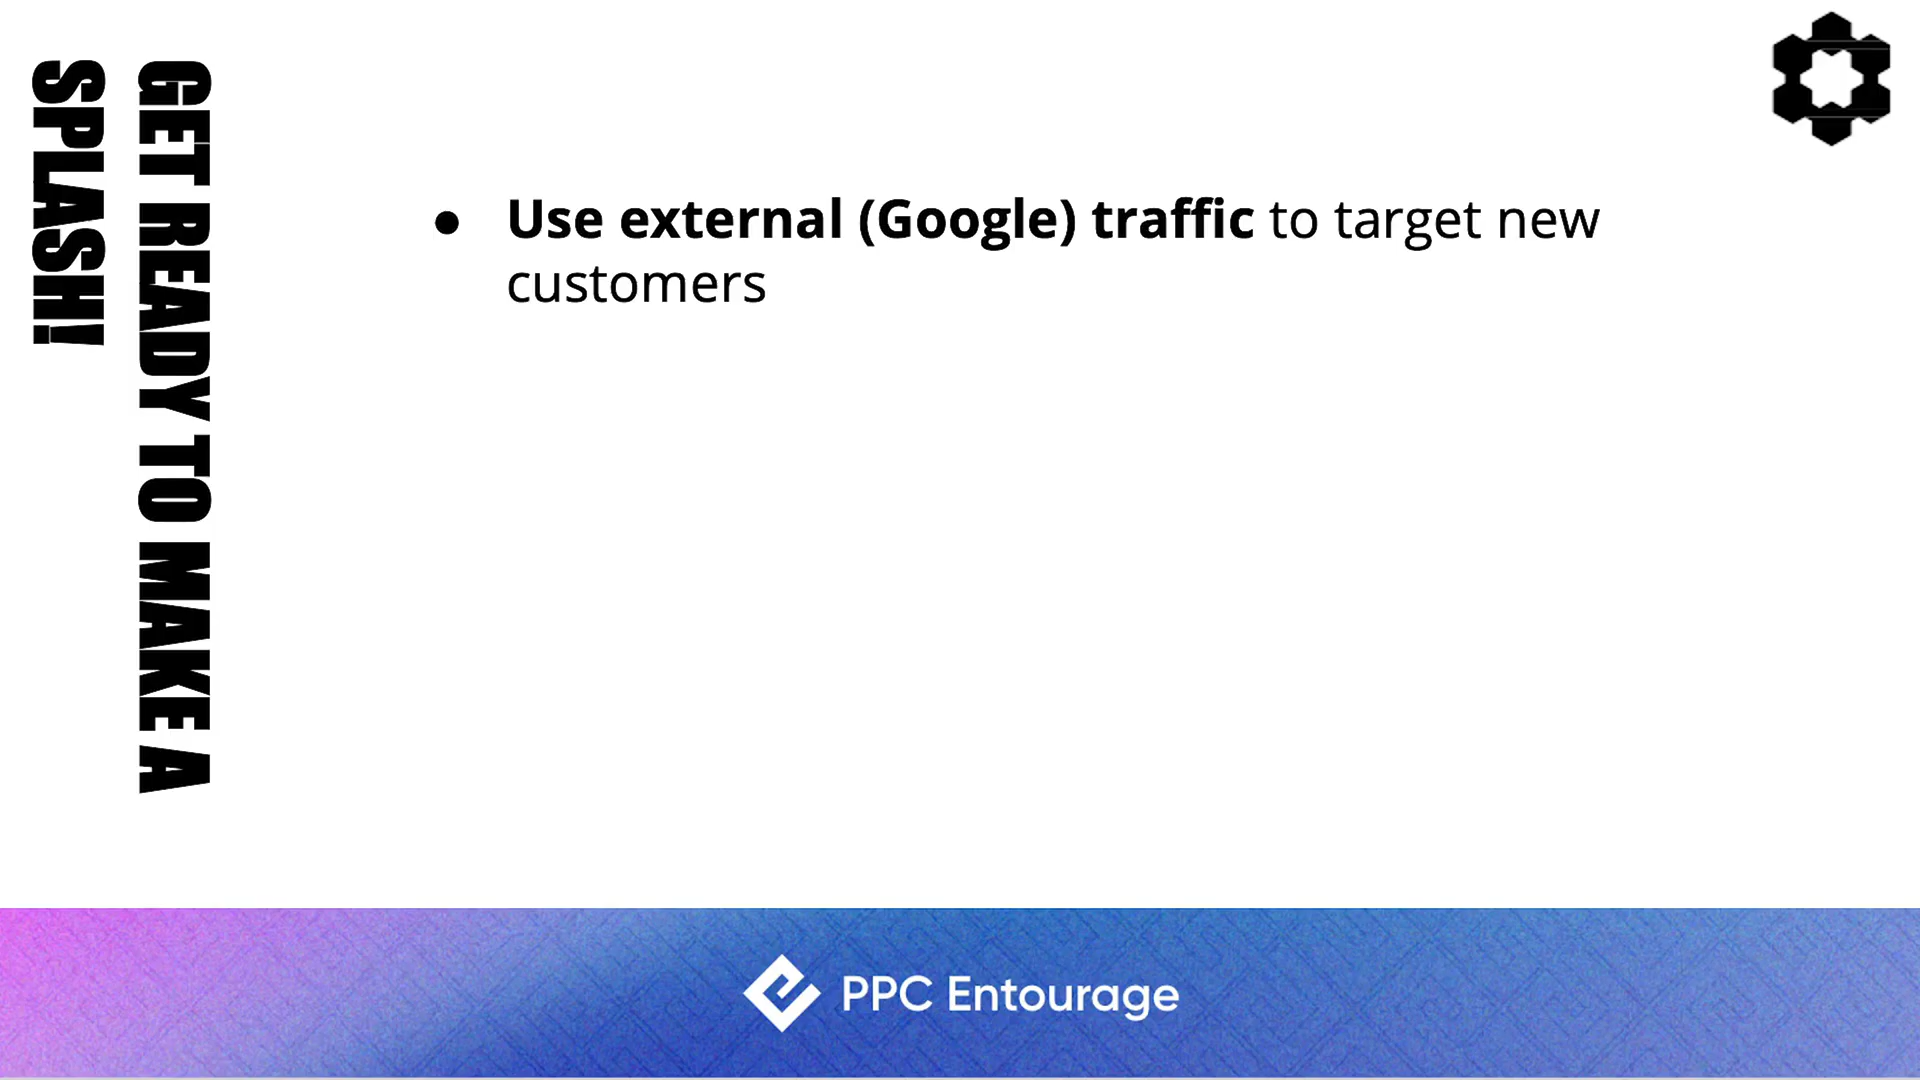 GET READY TO MAKE A
SPLASH!
● Use external (Google) traffic to target new
customers
PPC Entourage